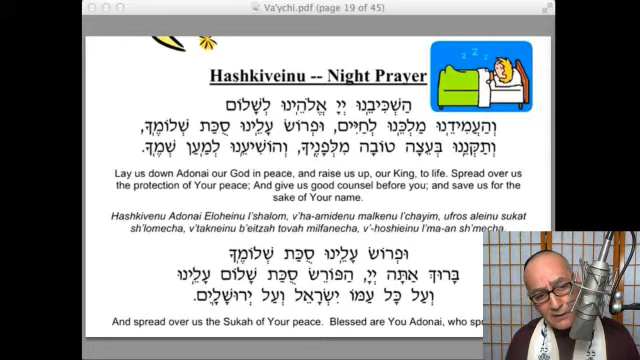 Va'ychi.pdf (page 19 of 45)
z z z
Hashkiveinu -- Night Prayer
הַשְׁכִּיבֵנוּ יְיָ אֱלֹהֵינוּ לְשָׁלוֹם
וְהַעֲמִידֵנוּ מַלְכֵּנוּ לְחַיִּים, וּפְרוֹשׂ עָלֵינוּ סֻכַּת שְׁלוֹמֶךָ,
וְתַקְּנֵנוּ בְּעֵצָה טוֹבָה מִלְּפָנֶיךָ, וְהוֹשִׁיעֵנוּ לְמַעַן שְׁמֶךָ.
Lay us down Adonai our God in peace, and raise us up, our King, to life. Spread over us
the protection of Your peace; And give us good counsel before you; and save us for the
sake of Your name.
Hashkivenu Adonai Eloheinu l'shalom, v'ha-amidenu malkenu l'chayim, ufros aleinu sukat
sh'lomecha, v'takneinu b'eitzah tovah milfanecha, v'-hoshieinu l'ma-an sh'mecha
וּפְרוֹשׂ עָלֵינוּ סֻכַּת שְׁלוֹמֶךָ
בָּרוּךְ אַתָּה יְיָ, הַפּוֹרֵשׂ סֻכַּת שָׁלוֹם עָלֵינוּ
וְעַל כָּל עַמּוֹ יִשְׂרָאֵל וְעַל יְרוּשָׁלָיִם.
And spread over us the Sukah of Your peace. Blessed are You Adonai, who